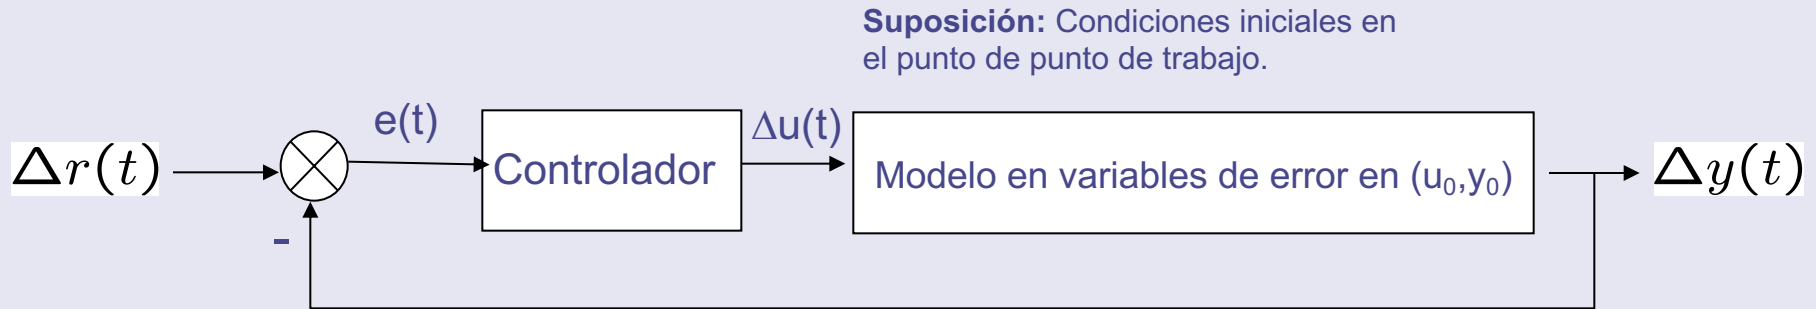 Suposición: Condiciones iniciales en
el punto de punto de trabajo.
Δr(t)
e(t)
Controlador
Δu(t)
Modelo en variables de error en (u₀,y₀)
Δy(t)
-